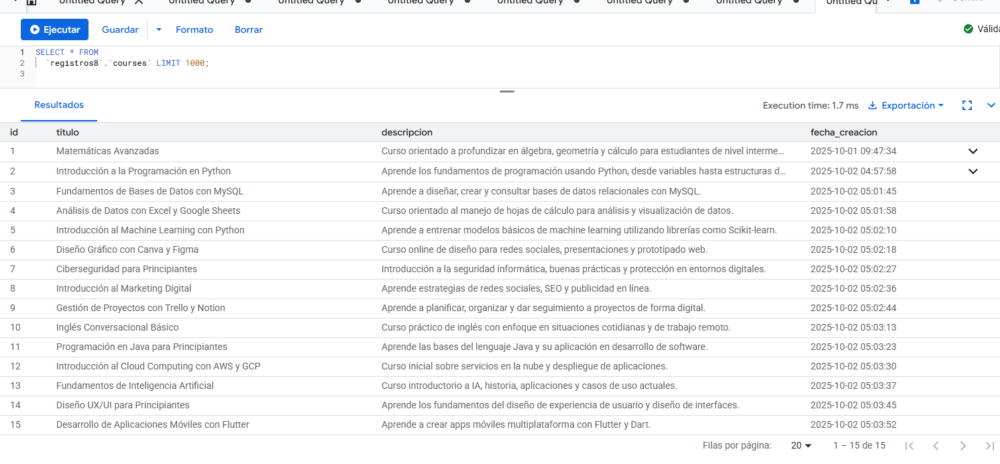 Untitled Query
Untitled Query
Untitled Query
Untitled Query
Untitled Query
Untitled Query
Untitled Query
Untitled Qu
Ejecutar Guardar Formato Borrar Válida
1 SELECT * FROM
2 `registros8`.`courses` LIMIT 1000;
3
Resultados Execution time: 1.7 ms Exportación
id titulo descripcion fecha_creacion
1 Matemáticas Avanzadas Curso orientado a profundizar en álgebra, geometría y cálculo para estudiantes de nivel interme... 2025-10-01 09:47:34
2 Introducción a la Programación en Python Aprende los fundamentos de programación usando Python, desde variables hasta estructuras d... 2025-10-02 04:57:58
3 Fundamentos de Bases de Datos con MySQL Aprende a diseñar, crear y consultar bases de datos relacionales con MySQL. 2025-10-02 05:01:45
4 Análisis de Datos con Excel y Google Sheets Curso orientado al manejo de hojas de cálculo para análisis y visualización de datos. 2025-10-02 05:01:58
5 Introducción al Machine Learning con Python Aprende a entrenar modelos básicos de machine learning utilizando librerías como Scikit-learn. 2025-10-02 05:02:10
6 Diseño Gráfico con Canva y Figma Curso online de diseño para redes sociales, presentaciones y prototipado web. 2025-10-02 05:02:18
7 Ciberseguridad para Principiantes Introducción a la seguridad informática, buenas prácticas y protección en entornos digitales. 2025-10-02 05:02:27
8 Introducción al Marketing Digital Aprende estrategias de redes sociales, SEO y publicidad en línea. 2025-10-02 05:02:36
9 Gestión de Proyectos con Trello y Notion Aprende a planificar, organizar y dar seguimiento a proyectos de forma digital. 2025-10-02 05:02:44
10 Inglés Conversacional Básico Curso práctico de inglés con enfoque en situaciones cotidianas y de trabajo remoto. 2025-10-02 05:03:13
11 Programación en Java para Principiantes Aprende las bases del lenguaje Java y su aplicación en desarrollo de software. 2025-10-02 05:03:23
12 Introducción al Cloud Computing con AWS y GCP Curso inicial sobre servicios en la nube y despliegue de aplicaciones. 2025-10-02 05:03:30
13 Fundamentos de Inteligencia Artificial Curso introductorio a IA, historia, aplicaciones y casos de uso actuales. 2025-10-02 05:03:37
14 Diseño UX/UI para Principiantes Aprende los fundamentos del diseño de experiencia de usuario y diseño de interfaces. 2025-10-02 05:03:45
15 Desarrollo de Aplicaciones Móviles con Flutter Aprende a crear apps móviles multiplataforma con Flutter y Dart. 2025-10-02 05:03:52
Filas por página: 20 1 – 15 de 15